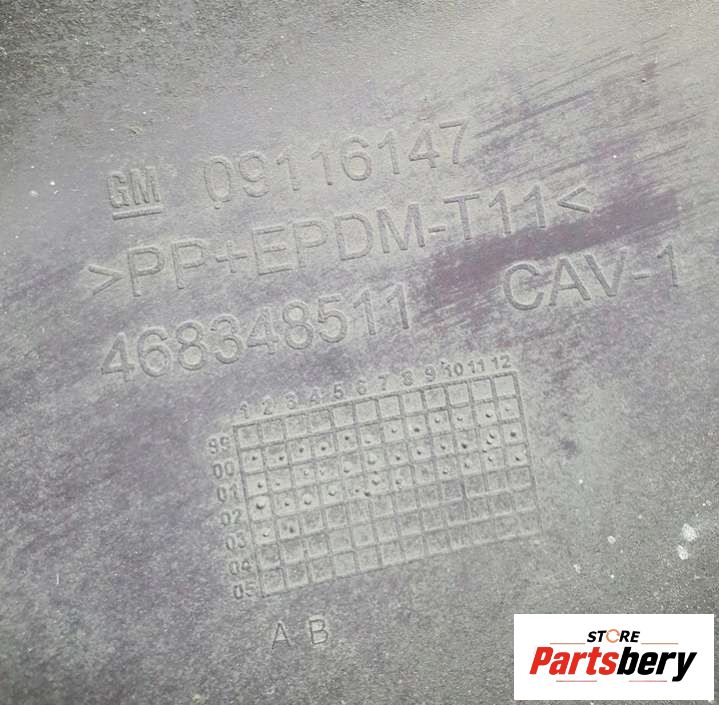 GM 09116147
>PP+EPDM-T11<
468348511 CAV-1
1 2 3 4 5 6 7 8 9 10 11 12
99
00
01
02
03
04
05
A B
STORE
Partsbery